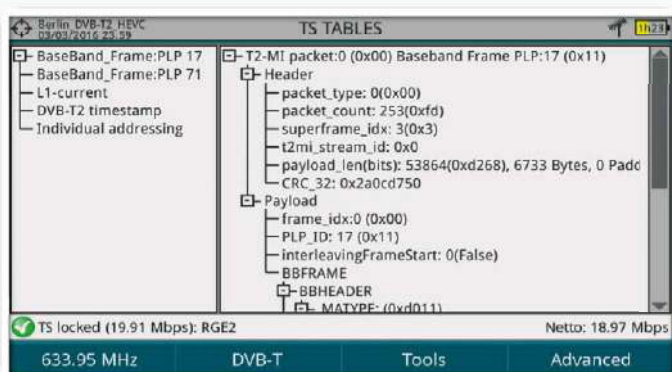 Berlin_DVB-T2_HEVC
03/03/2016 23.59
TS TABLES
1h23
BaseBand_Frame:PLP 17
BaseBand_Frame:PLP 71
L1-current
DVB-T2 timestamp
Individual addressing
T2-MI packet:0 (0x00) Baseband Frame PLP:17 (0x11)
Header
packet_type: 0(0x00)
packet_count: 253(0xfd)
superframe_idx: 3(0x3)
t2mi_stream_id: 0x0
payload_len(bits): 53864(0xd268), 6733 Bytes, 0 Padd
CRC_32: 0x2a0cd750
Payload
frame_idx:0 (0x00)
PLP_ID: 17 (0x11)
interleavingFrameStart: 0(False)
BBFRAME
BBHEADER
MATYPE: (0xd011)
TS locked (19.91 Mbps): RGE2
Netto: 18.97 Mbps
633.95 MHz
DVB-T
Tools
Advanced